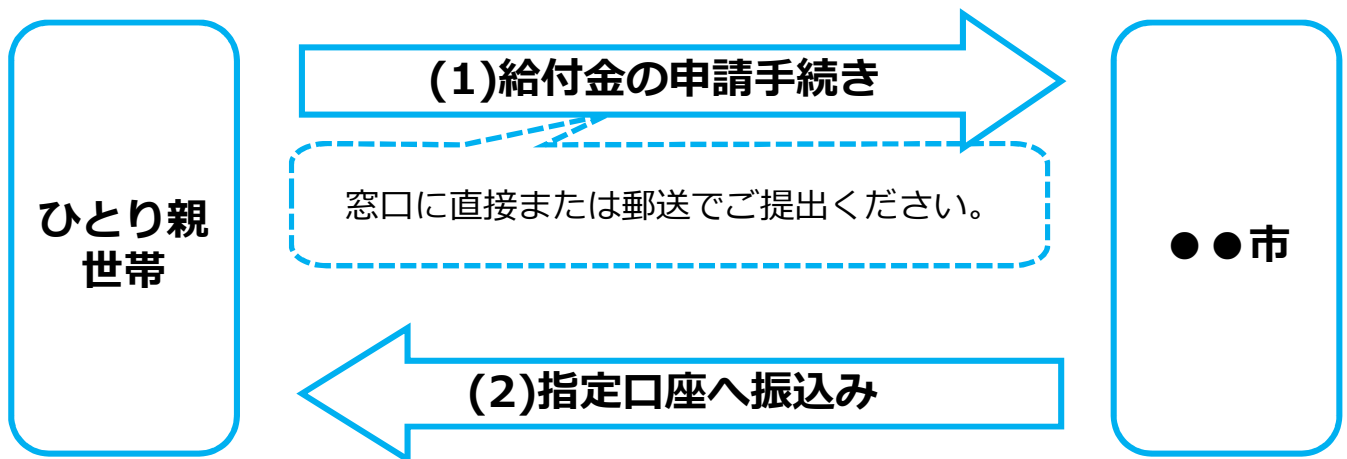 (1)給付金の申請手続き
窓口に直接または郵送でご提出ください。
ひとり親
世帯
●●市
(2)指定口座へ振込み